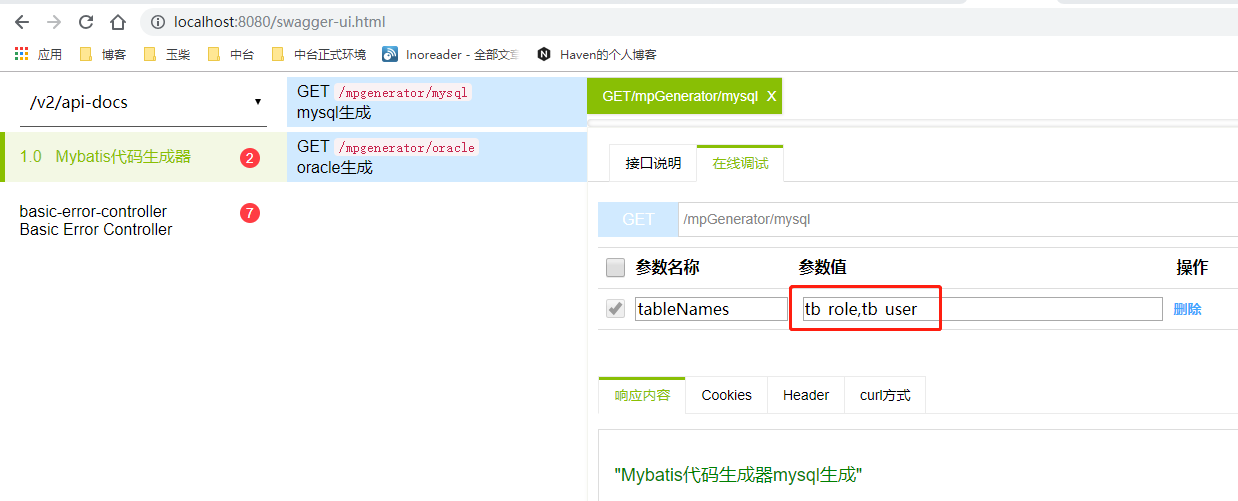 localhost:8080/swagger-ui.html
应用 博客 玉柴 中台 中台正式环境 Inoreader - 全部文章 Haven的个人博客
/v2/api-docs
1.0 Mybatis代码生成器 2
basic-error-controller 7
Basic Error Controller
GET /mpgenerator/mysql
mysql生成
GET /mpgenerator/oracle
oracle生成
GET/mpGenerator/mysql X
接口说明 在线调试
GET /mpGenerator/mysql
参数名称 参数值 操作
tableNames tb_role,tb_user 删除
响应内容 Cookies Header curl方式
"Mybatis代码生成器mysql生成"